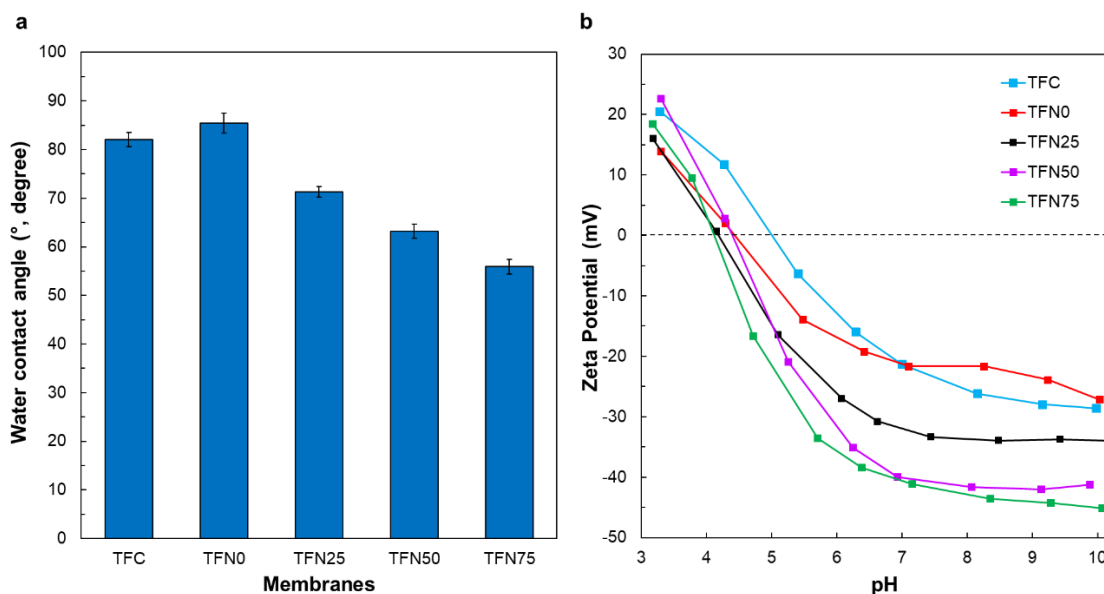 a
100
90
80
70
60
50
40
30
20
10
0
Water contact angle (°, degree)
TFC TFN0 TFN25 TFN50 TFN75
Membranes
b
30
20
10
0
-10
-20
-30
-40
-50
Zeta Potential (mV)
TFC
TFN0
TFN25
TFN50
TFN75
3 4 5 6 7 8 9 10
pH